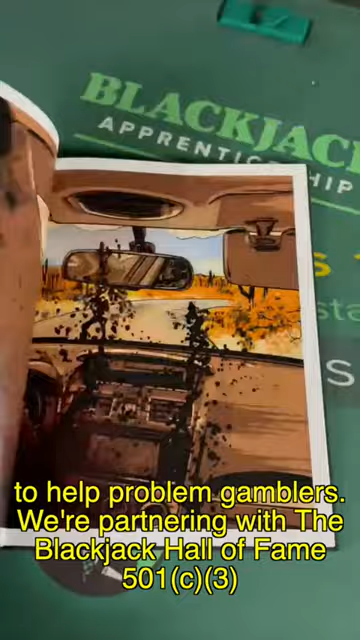 BLACKJACK
APPRENTICESHIP
to help problem gamblers.
We're partnering with The
Blackjack Hall of Fame
501(c)(3)